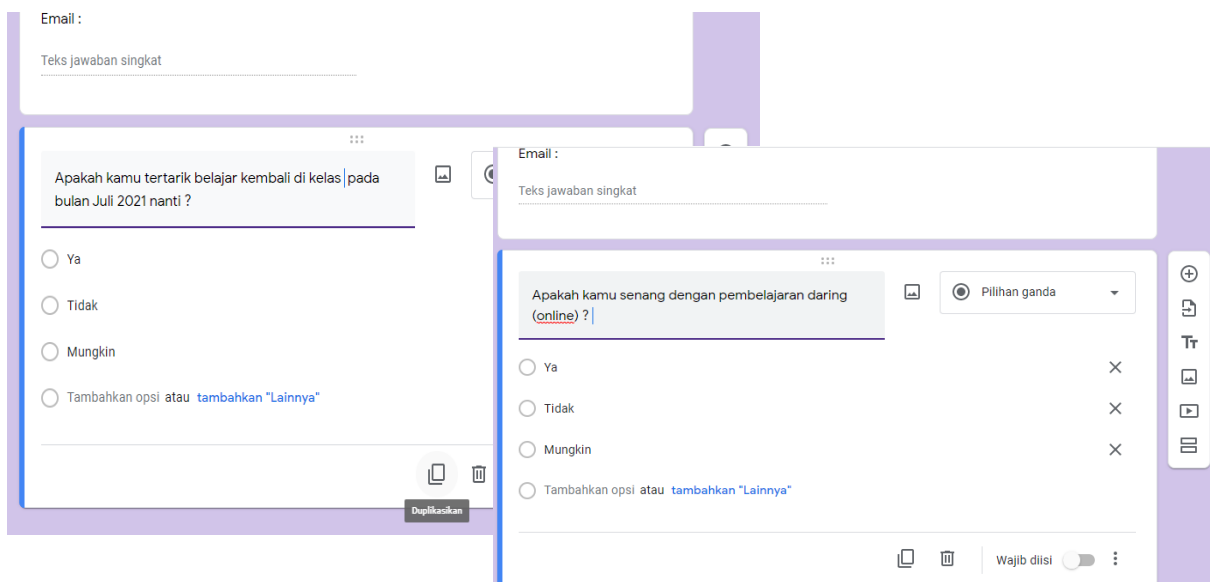 Email :
Teks jawaban singkat
Apakah kamu tertarik belajar kembali di kelas pada
bulan Juli 2021 nanti ?
Ya
Tidak
Mungkin
Tambahkan opsi atau tambahkan "Lainnya"
Duplikasikan
Email :
Teks jawaban singkat
Apakah kamu senang dengan pembelajaran daring
(online) ?
Pilihan ganda
Ya
Tidak
Mungkin
Tambahkan opsi atau tambahkan "Lainnya"
Wajib diisi